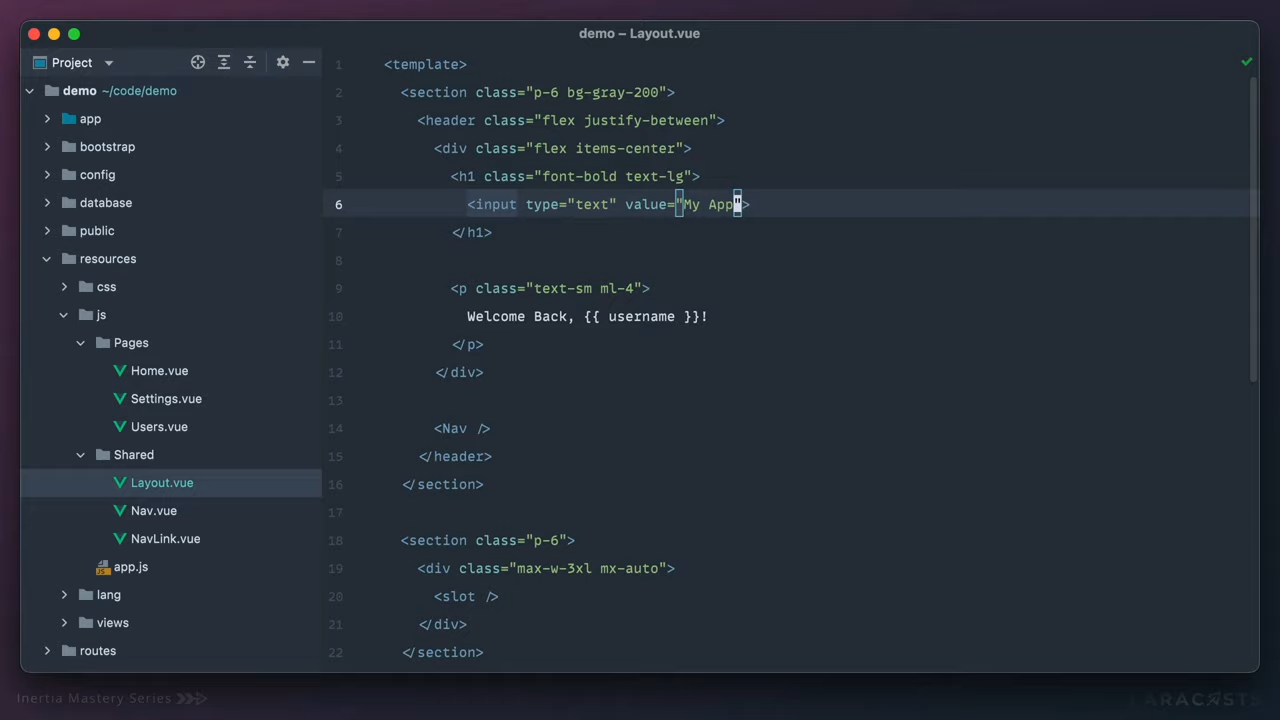 demo – Layout.vue
Project
demo ~/code/demo
app
bootstrap
config
database
public
resources
css
js
Pages
Home.vue
Settings.vue
Users.vue
Shared
Layout.vue
Nav.vue
NavLink.vue
app.js
lang
views
routes
1 <template>
2 <section class="p-6 bg-gray-200">
3 <header class="flex justify-between">
4 <div class="flex items-center">
5 <h1 class="font-bold text-lg">
6 <input type="text" value="My App">
7 </h1>
8
9 <p class="text-sm ml-4">
10 Welcome Back, {{ username }}!
11 </p>
12 </div>
13
14 <Nav />
15 </header>
16 </section>
17
18 <section class="p-6">
19 <div class="max-w-3xl mx-auto">
20 <slot />
21 </div>
22 </section>
Inertia Mastery Series
LARACASTS